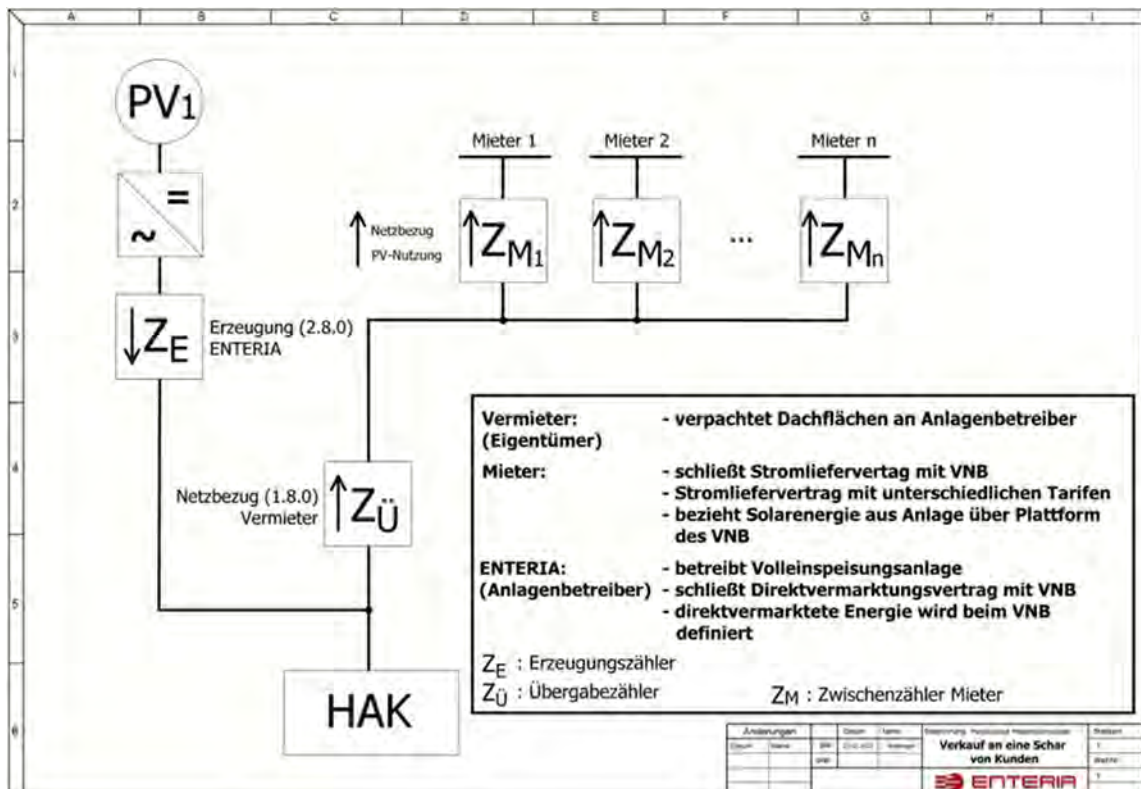 A B C D E F G H I
1
2
3
4
5
6
PV1
=
~
Mieter 1
Mieter 2
Mieter n
Netzbezug
PV-Nutzung
ZM1
ZM2
...
ZMn
ZE
Erzeugung (2.8.0)
ENTERIA
Netzbezug (1.8.0)
Vermieter
ZÜ
HAK
Vermieter: - verpachtet Dachflächen an Anlagenbetreiber
(Eigentümer)
Mieter: - schließt Stromliefervertag mit VNB
- Stromliefervertrag mit unterschiedlichen Tarifen
- bezieht Solarenergie aus Anlage über Plattform
des VNB
ENTERIA: - betreibt Volleinspeisungsanlage
(Anlagenbetreiber) - schließt Direktvermarktungsvertrag mit VNB
- direktvermarktete Energie wird beim VNB
definiert
ZE : Erzeugungszähler
ZÜ : Übergabezähler
ZM : Zwischenzähler Mieter
Änderungen
Datum Name
Datum Name
Verkauf an eine Schar
von Kunden
ENTERIA